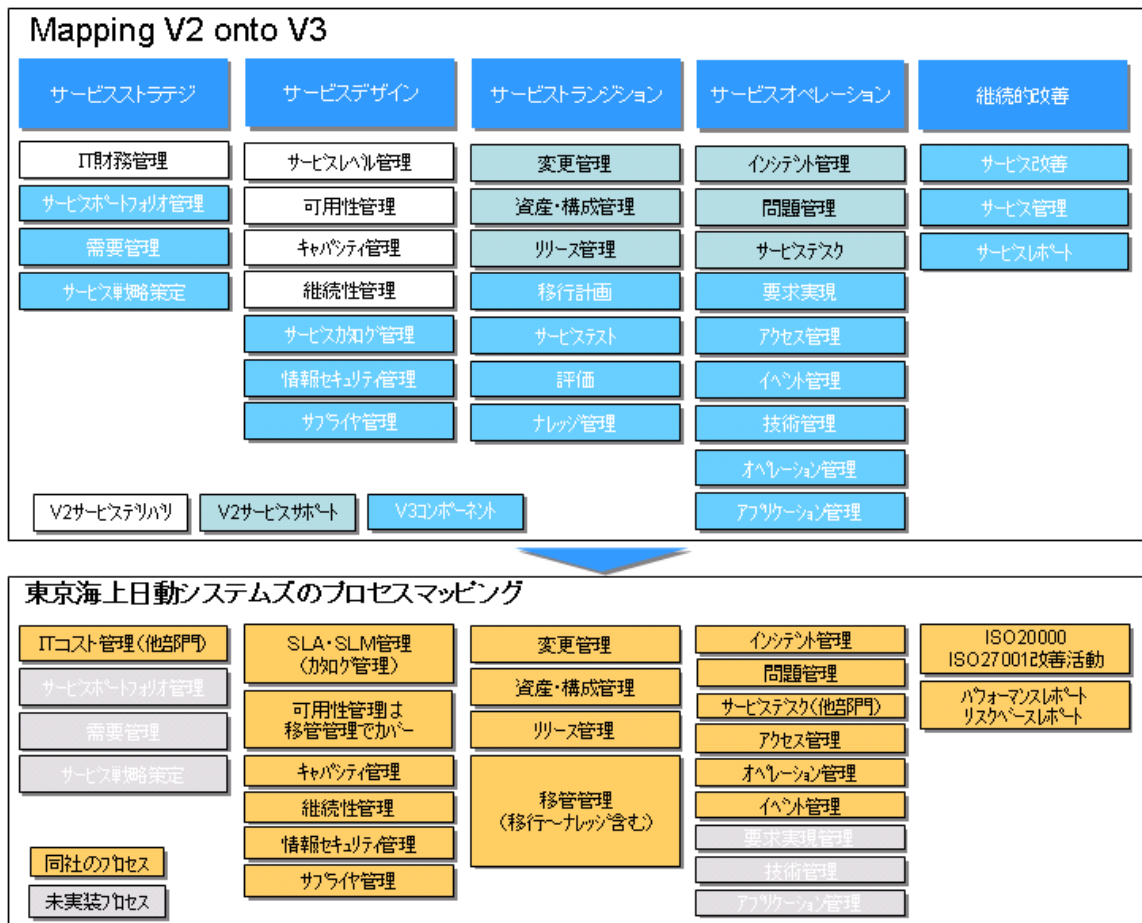 Mapping V2 onto V3
サービスストラテジ
サービスデザイン
サービストランジション
サービスオペレーション
継続的改善
IT財務管理
サービスポートフォリオ管理
需要管理
サービス戦略策定
サービスレベル管理
可用性管理
キャパシティ管理
継続性管理
サービスカタログ管理
情報セキュリティ管理
サプライヤ管理
変更管理
資産・構成管理
リリース管理
移行計画
サービステスト
評価
ナレッジ管理
インシデント管理
問題管理
サービスデスク
要求実現
アクセス管理
イベント管理
技術管理
オペレーション管理
アプリケーション管理
サービス改善
サービス管理
サービスレポート
V2サービスデリバリ
V2サービスサポート
V3コンポーネント
東京海上日動システムズのプロセスマッピング
ITコスト管理(他部門)
サービスポートフォリオ管理
需要管理
サービス戦略策定
SLA・SLM管理
(カタログ管理)
可用性管理は
移管管理でカバー
キャパシティ管理
継続性管理
情報セキュリティ管理
サプライヤ管理
変更管理
資産・構成管理
リリース管理
移管管理
(移行～ナレッジ含む)
インシデント管理
問題管理
サービスデスク(他部門)
アクセス管理
オペレーション管理
イベント管理
要求実現管理
技術管理
アプリケーション管理
ISO20000
ISO27001改善活動
パフォーマンスレポート
リスクベースレポート
同社のプロセス
未実装プロセス